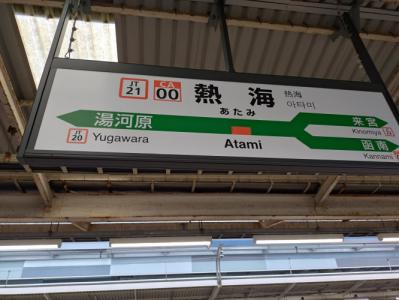 JT
21
CA
00
熱海
あたみ
热海
아타미
湯河原
JT
20
Yugawara
Atami
来宮
Kinomiya
函南
Kannami